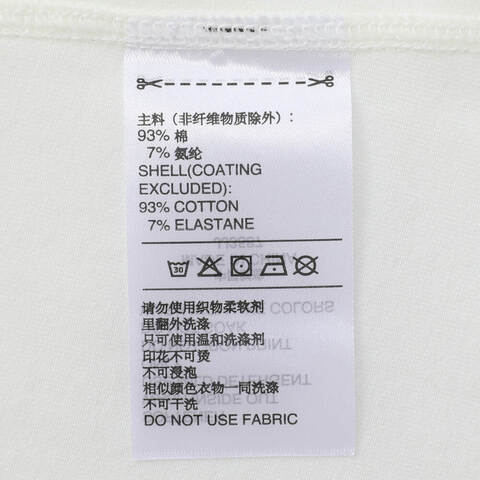 主料（非纤维物质除外）：
93% 棉
7% 氨纶
SHELL(COATING
EXCLUDED):
93% COTTON
7% ELASTANE
30
请勿使用织物柔软剂
里翻外洗涤
只可使用温和洗涤剂
印花不可烫
不可浸泡
相似颜色衣物一同洗涤
不可干洗
DO NOT USE FABRIC